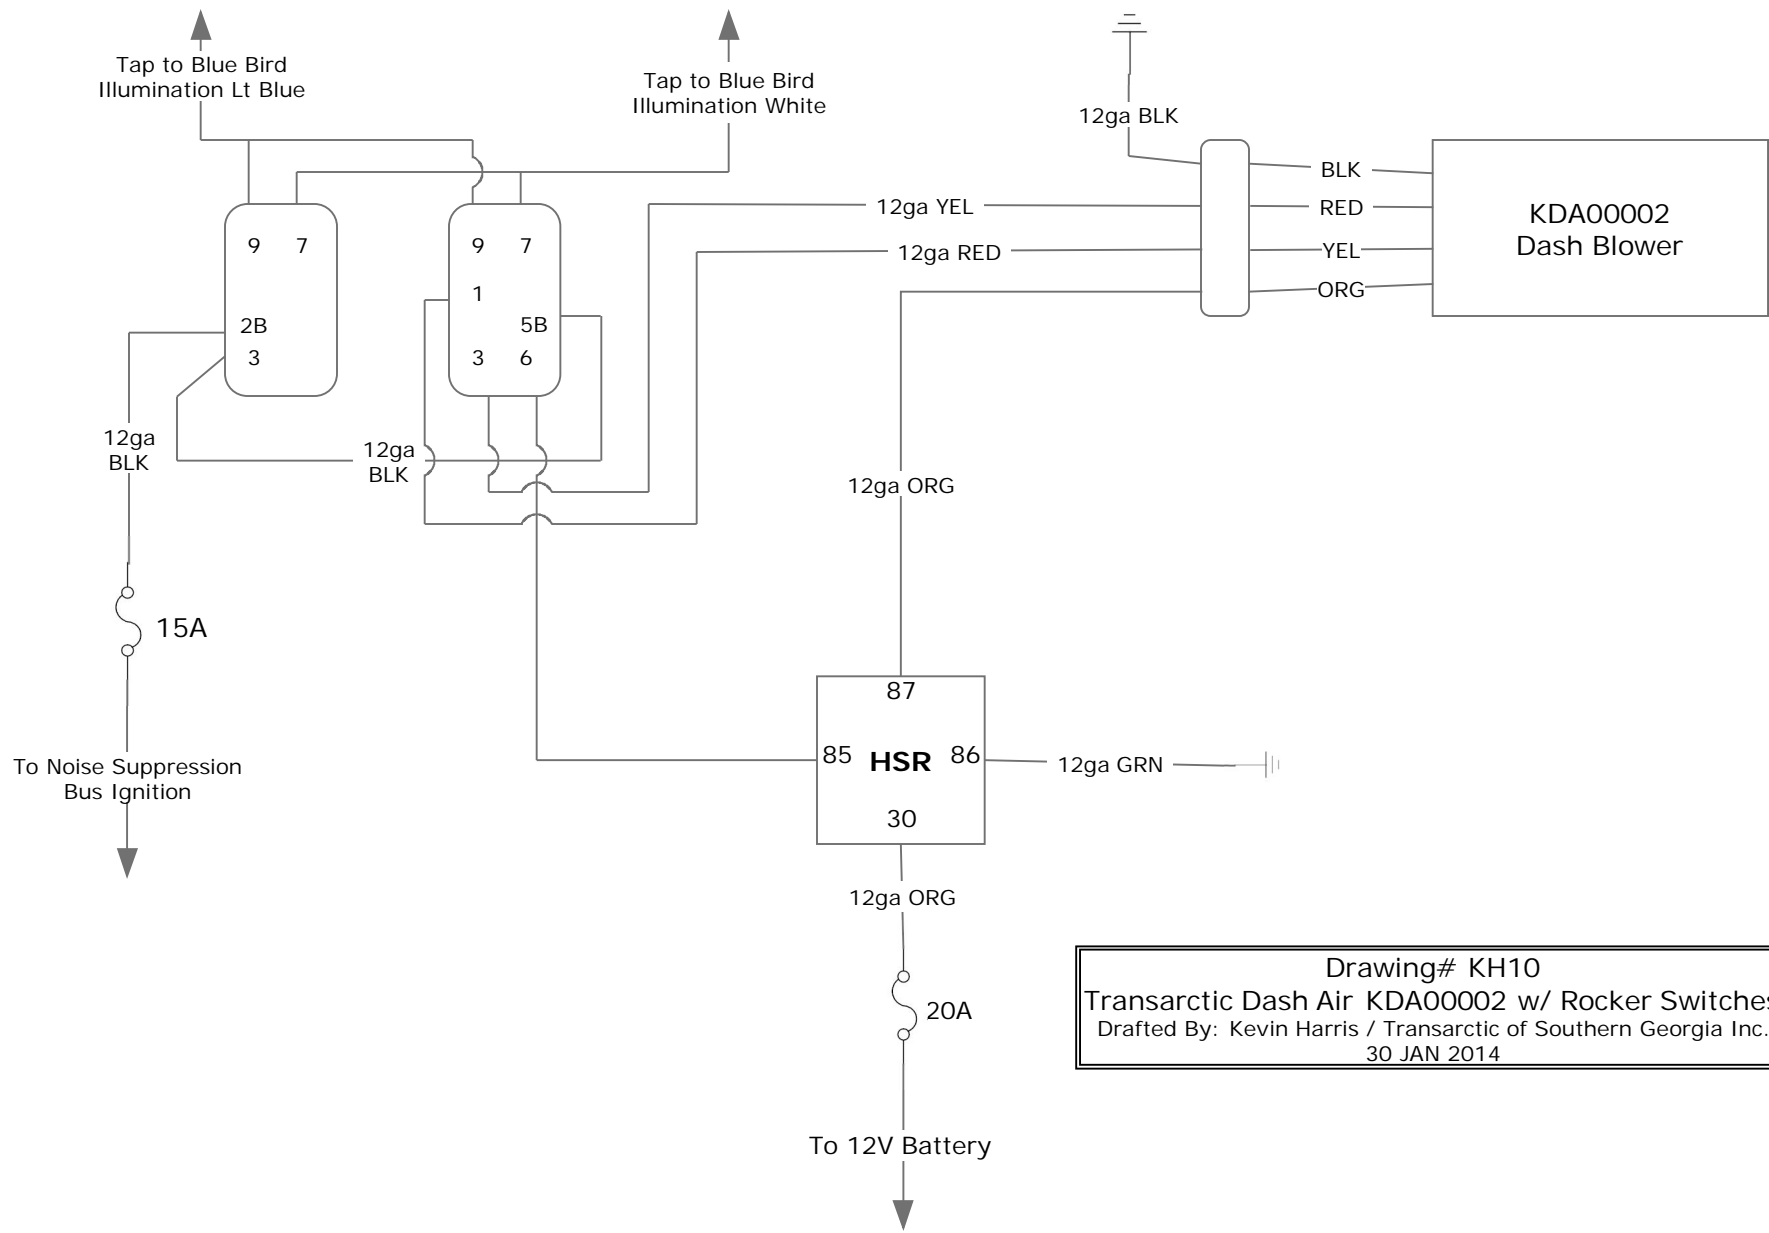 Tap to Blue Bird
Illumination Lt Blue
Tap to Blue Bird
Illumination White
12ga BLK
BLK
12ga YEL
RED
12ga RED
YEL
ORG
KDA00002
Dash Blower
9 7
2B
3
9 7
1
5B
3 6
12ga
BLK
12ga
BLK
12ga ORG
15A
To Noise Suppression
Bus Ignition
87
85 HSR 86
30
12ga GRN
12ga ORG
20A
To 12V Battery
Drawing# KH10
Transarctic Dash Air KDA00002 w/ Rocker Switches
Drafted By: Kevin Harris / Transarctic of Southern Georgia Inc.
30 JAN 2014